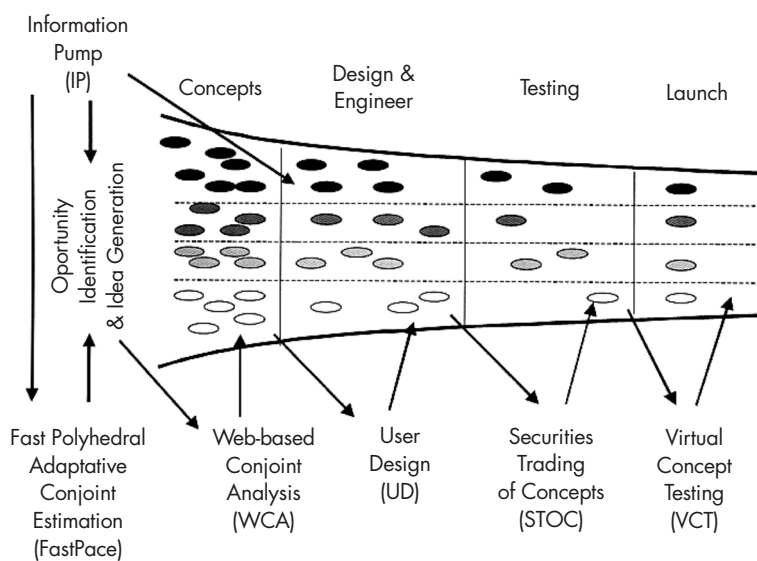 Information
Pump
(IP)
Concepts
Design &
Engineer
Testing
Launch
Oportunity
Identification
& Idea Generation
Fast Polyhedral
Adaptative
Conjoint
Estimation
(FastPace)
Web-based
Conjoint
Analysis
(WCA)
User
Design
(UD)
Securities
Trading
of Concepts
(STOC)
Virtual
Concept
Testing
(VCT)